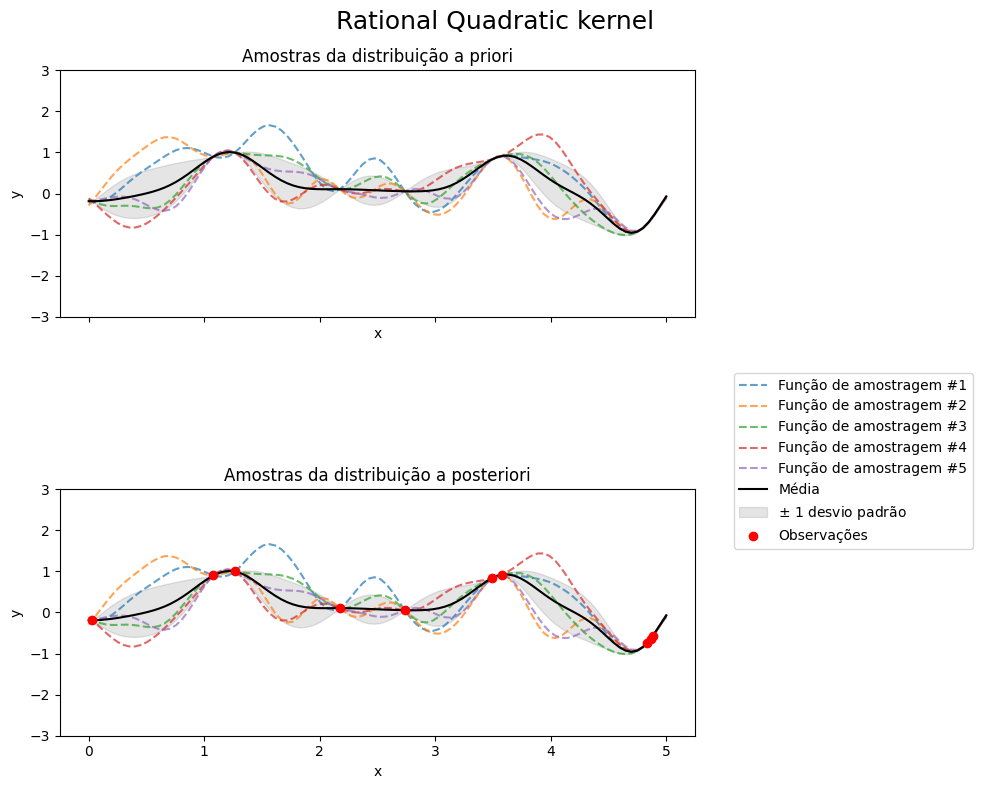 Rational Quadratic kernel
Amostras da distribuição a priori
3
2
1
0
−1
−2
−3
y
x
Função de amostragem #1
Função de amostragem #2
Função de amostragem #3
Função de amostragem #4
Função de amostragem #5
Média
± 1 desvio padrão
Observações
Amostras da distribuição a posteriori
3
2
1
0
−1
−2
−3
y
0 1 2 3 4 5
x